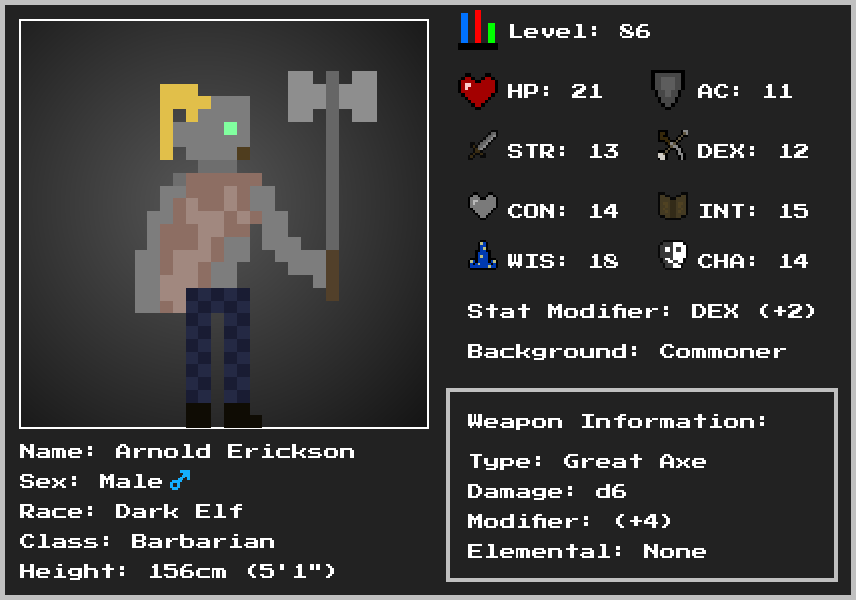 Level: 86
HP: 21 AC: 11
STR: 13 DEX: 12
CON: 14 INT: 15
WIS: 18 CHA: 14
Stat Modifier: DEX (+2)
Background: Commoner
Weapon Information:
Type: Great Axe
Damage: d6
Modifier: (+4)
Elemental: None
Name: Arnold Erickson
Sex: Male ♂
Race: Dark Elf
Class: Barbarian
Height: 156cm (5'1")